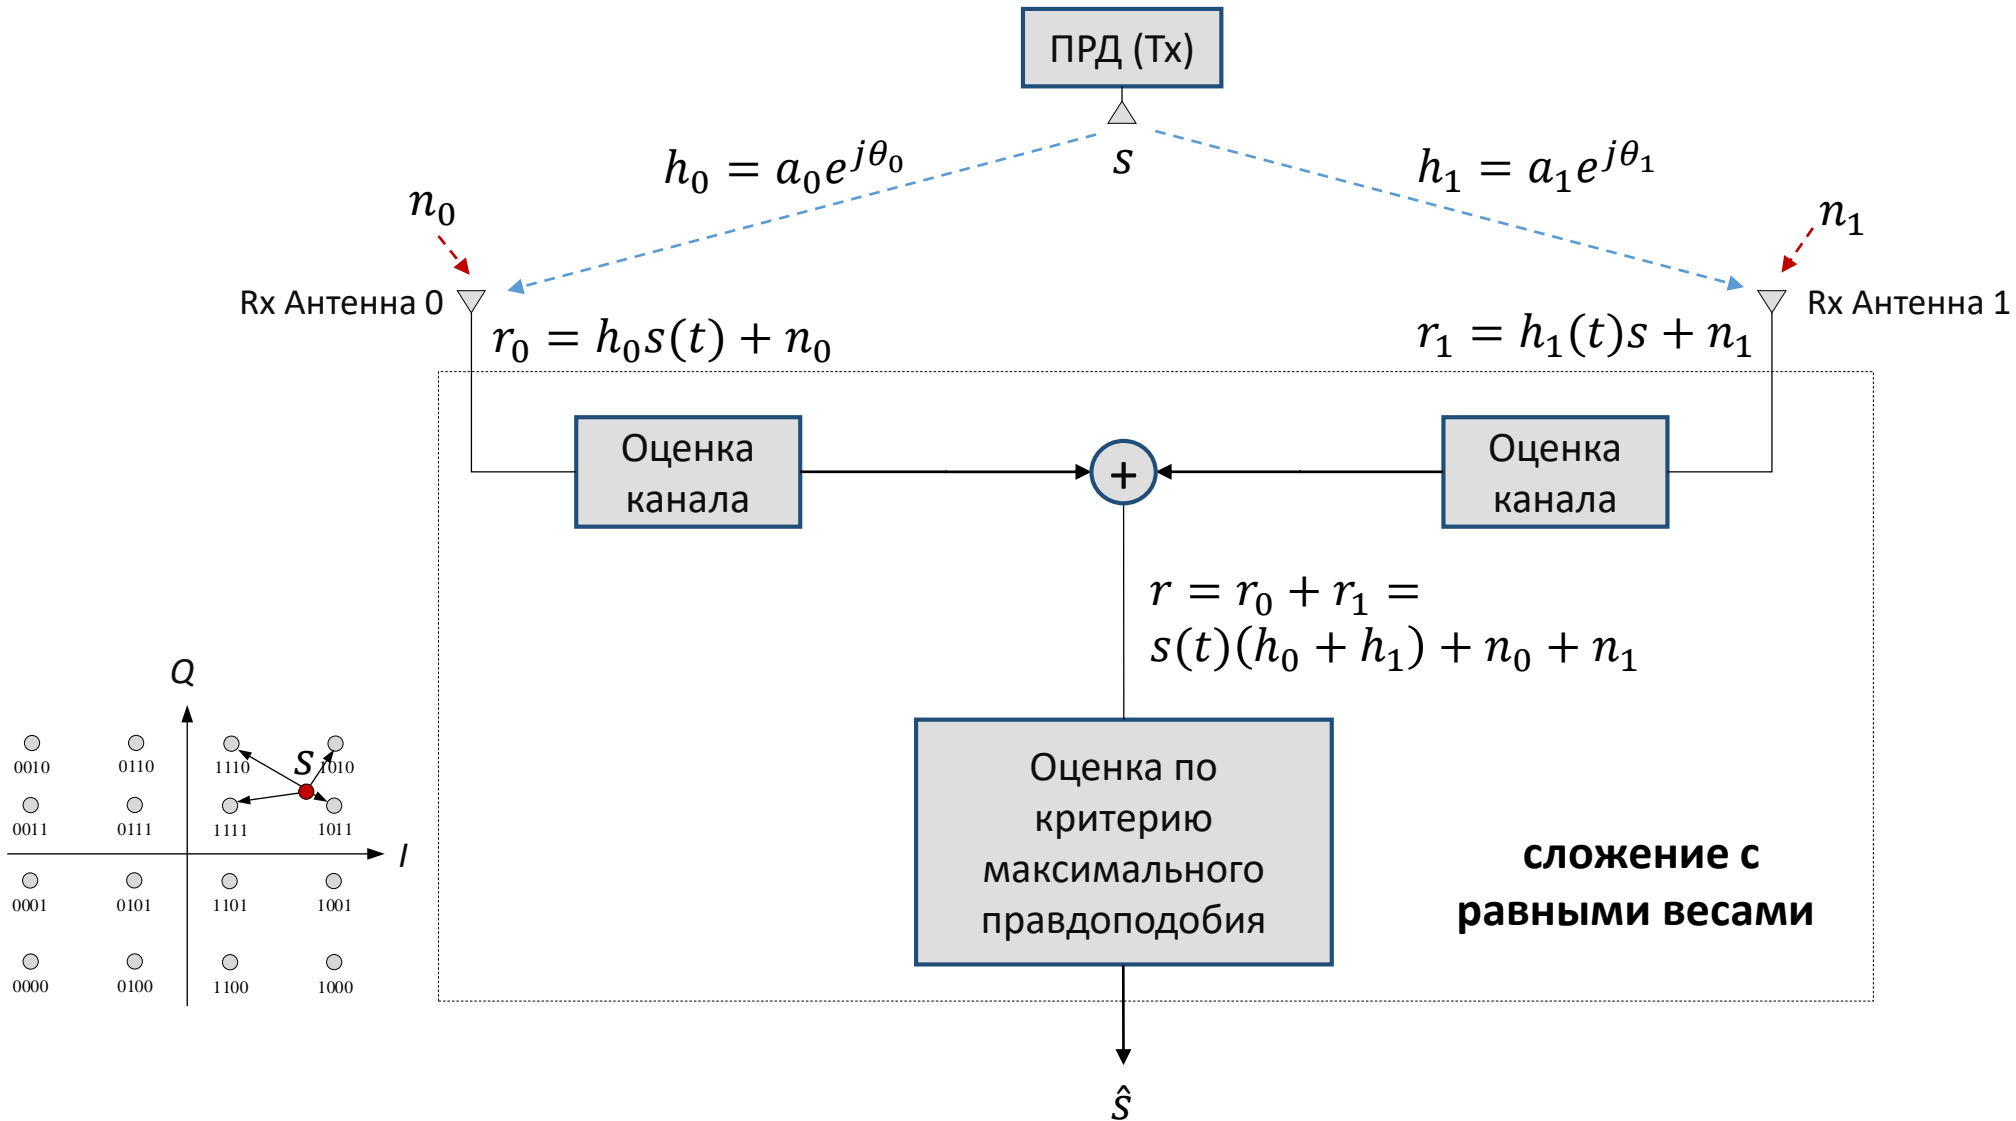 ПРД (Tx)
s
h₀ = a₀e^{jθ₀}
h₁ = a₁e^{jθ₁}
n₀
n₁
Rx Антенна 0
Rx Антенна 1
r₀ = h₀s(t) + n₀
r₁ = h₁(t)s + n₁
Оценка
канала
+
Оценка
канала
r = r₀ + r₁ =
s(t)(h₀ + h₁) + n₀ + n₁
Q
s
0010 0110 1110 1010
0011 0111 1111 1011
I
0001 0101 1101 1001
0000 0100 1100 1000
Оценка по
критерию
максимального
правдоподобия
сложение с
равными весами
ŝ